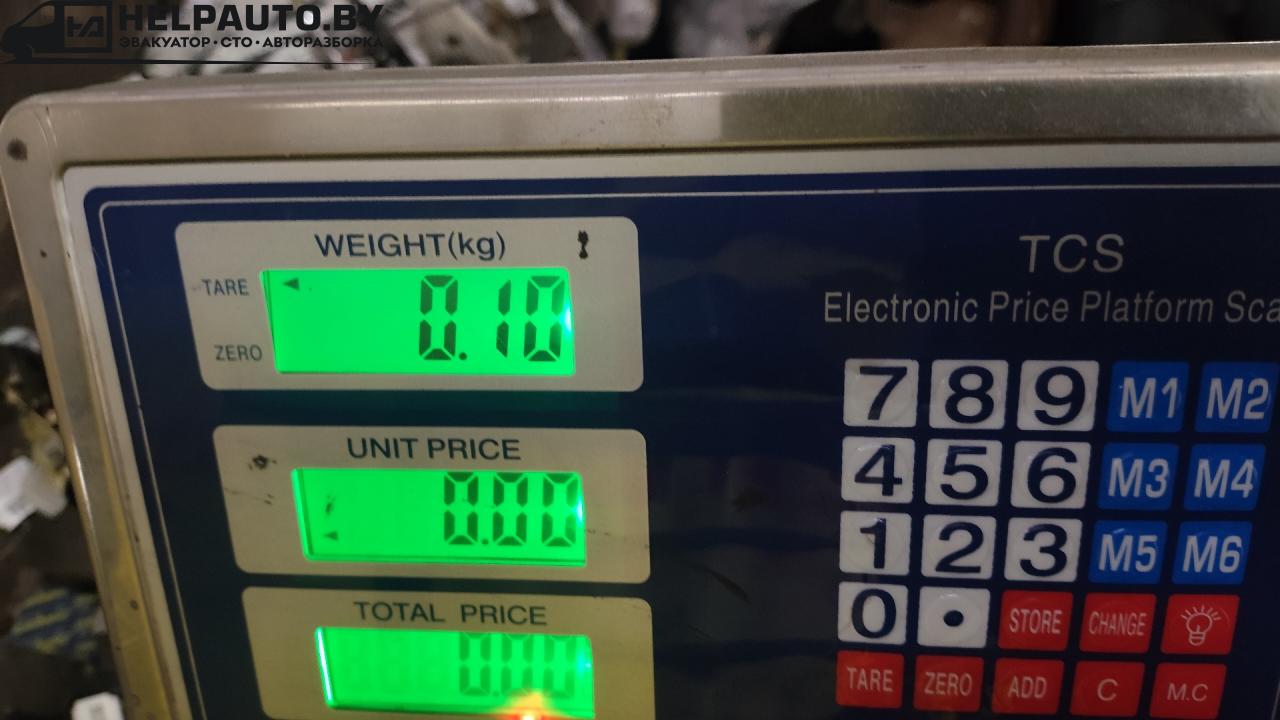 HELPAUTO.BY
ЭВАКУАТОР·СТО·АВТОРАЗБОРКА
WEIGHT(kg)
TARE
0.10
ZERO
UNIT PRICE
0.00
TOTAL PRICE
0.00
TCS
Electronic Price Platform
7 8 9 M1 M2
4 5 6 M3 M4
1 2 3 M5 M6
0 • STORE CHANGE
TARE ZERO ADD C M.C